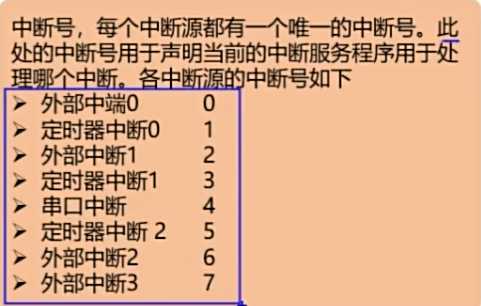 中断号，每个中断源都有一个唯一的中断号。此
处的中断号用于声明当前的中断服务程序用于处
理哪个中断。各中断源的中断号如下
➢ 外部中端0 0
➢ 定时器中断0 1
➢ 外部中断1 2
➢ 定时器中断1 3
➢ 串口中断 4
➢ 定时器中断 2 5
➢ 外部中断2 6
➢ 外部中断3 7